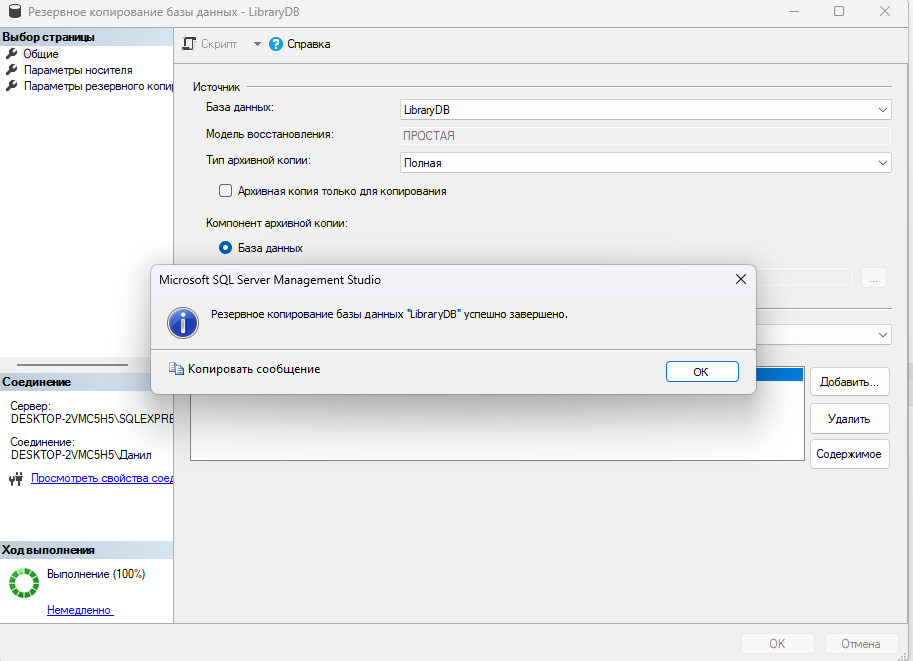 Резервное копирование базы данных - LibraryDB
Выбор страницы
Общие
Параметры носителя
Параметры резервного копи
Скрипт
Справка
Источник
База данных:
LibraryDB
Модель восстановления:
ПРОСТАЯ
Тип архивной копии:
Полная
Архивная копия только для копирования
Компонент архивной копии:
База данных
...
Microsoft SQL Server Management Studio
Резервное копирование базы данных "LibraryDB" успешно завершено.
Копировать сообщение
ОК
Добавить...
Удалить
Содержимое
Соединение
Сервер:
DESKTOP-2VMC5H5\SQLEXPRE
Соединение:
DESKTOP-2VMC5H5\Данил
Просмотреть свойства соед
Ход выполнения
Выполнение (100%)
Немедленно
ОК
Отмена